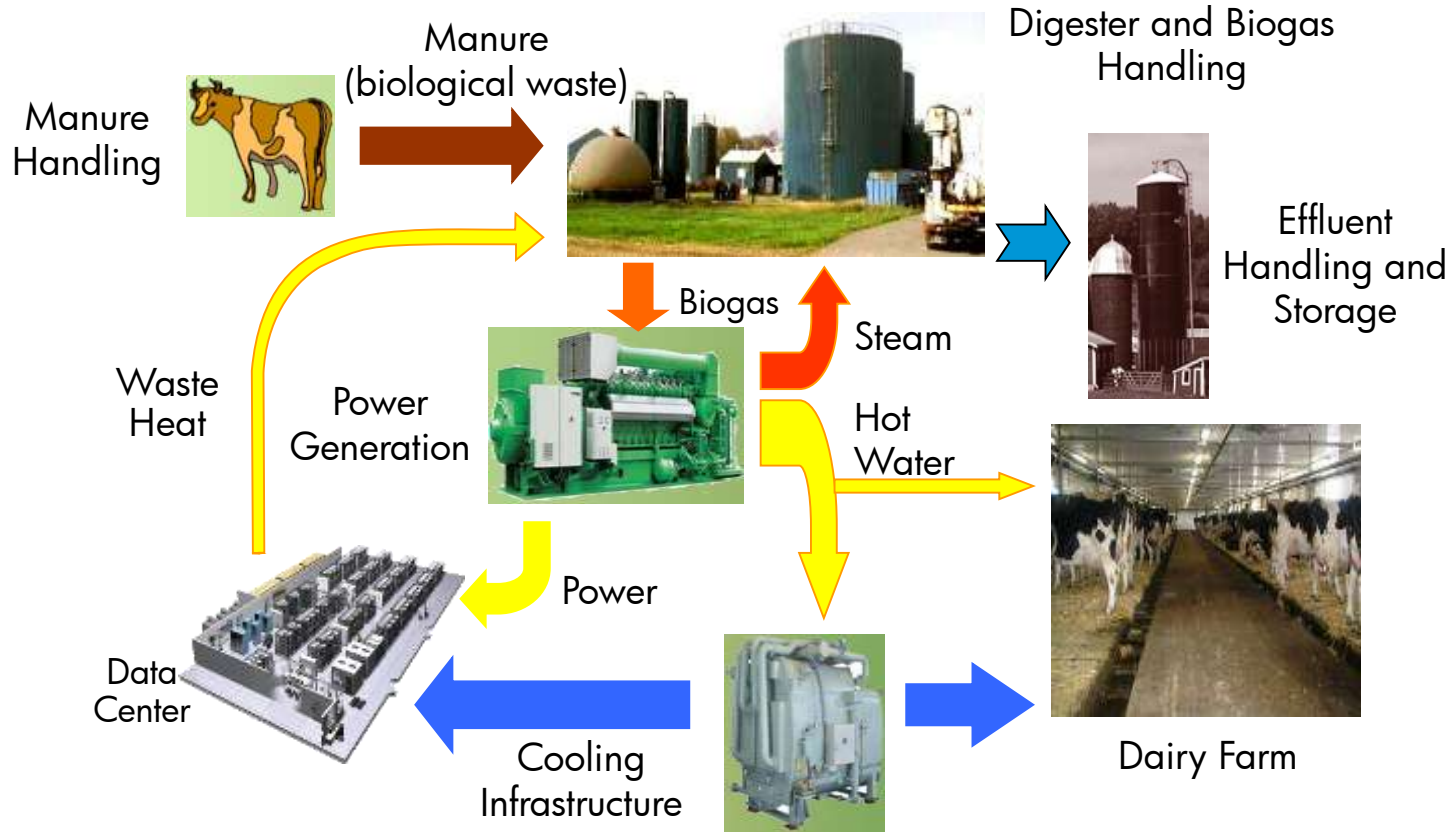 Manure
(biological waste)
Digester and Biogas
Handling
Manure
Handling
Effluent
Handling and
Storage
Biogas
Steam
Waste
Heat
Power
Generation
Hot
Water
Power
Data
Center
Cooling
Infrastructure
Dairy Farm